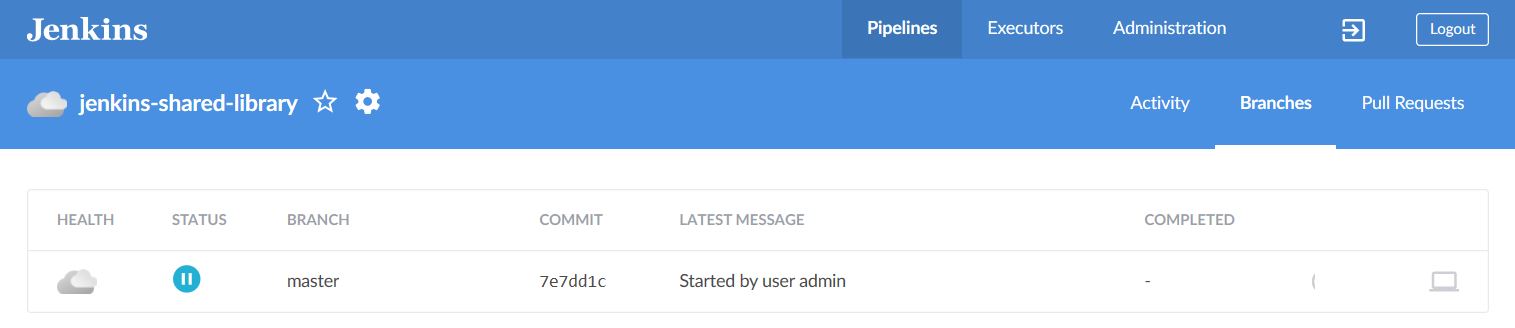 Jenkins Pipelines Executors Administration Logout
jenkins-shared-library Activity Branches Pull Requests
HEALTH STATUS BRANCH COMMIT LATEST MESSAGE COMPLETED
master 7e7dd1c Started by user admin -